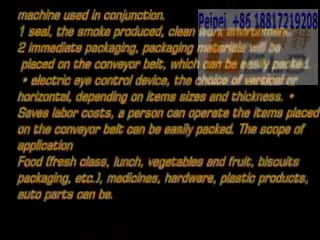 machine used in conjunction.
Peipei +86 18817219208
1 seal, the smoke produced, clean work environment.
2 immediate packaging, packaging materials will be
placed on the conveyor belt, which can be easily packed.
• electric eye control device, the choice of vertical or
horizontal, depending on items sizes and thickness. •
Saves labor costs, a person can operate the items placed
on the conveyor belt can be easily packed. The scope of
application
Food (fresh class, lunch, vegetables and fruit, biscuits
packaging, etc.), medicines, hardware, plastic products,
auto parts can be.